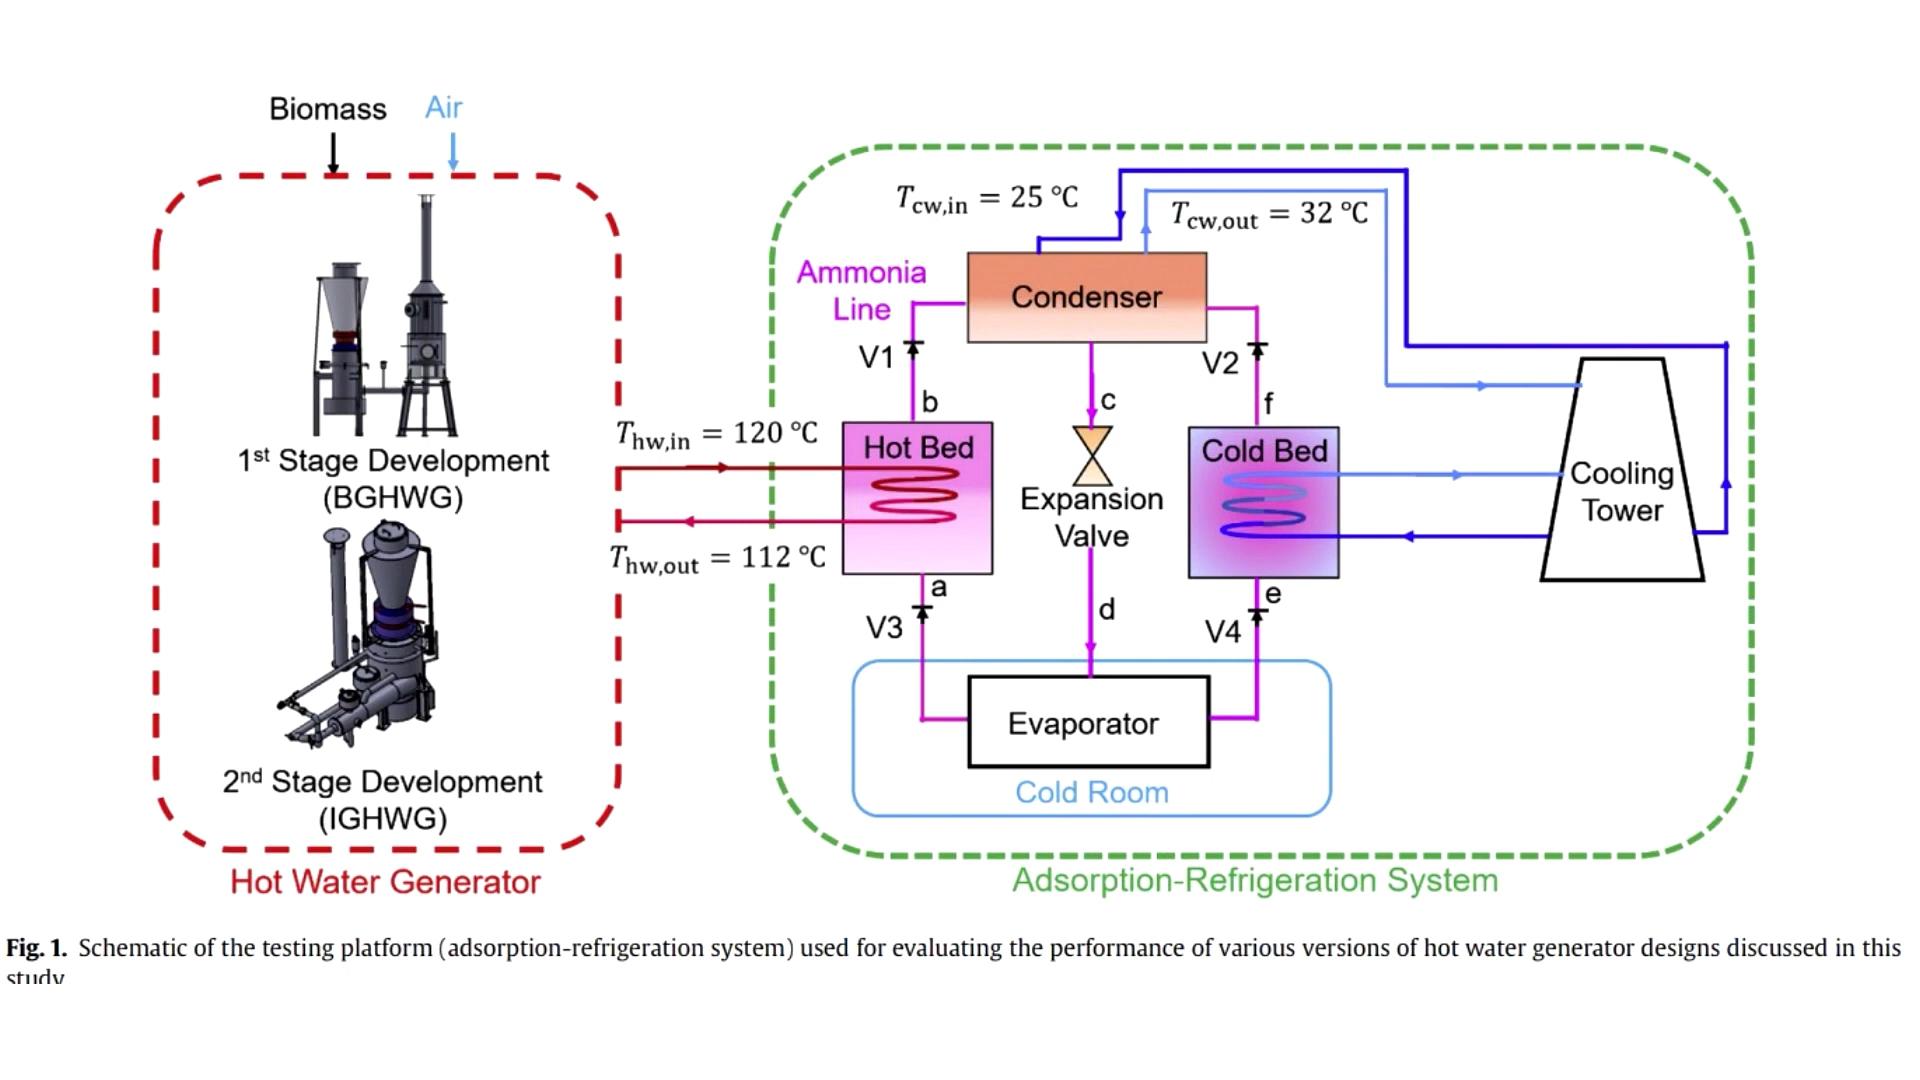 Biomass
Air
1st Stage Development
(BGHWG)
2nd Stage Development
(IGHWG)
Hot Water Generator
Thw,in = 120 °C
Thw,out = 112 °C
Tcw,in = 25 °C
Tcw,out = 32 °C
Ammonia
Line
Condenser
V1
V2
b
c
f
Hot Bed
Cold Bed
Expansion
Valve
Cooling
Tower
a
d
e
V3
V4
Evaporator
Cold Room
Adsorption-Refrigeration System
Fig. 1. Schematic of the testing platform (adsorption-refrigeration system) used for evaluating the performance of various versions of hot water generator designs discussed in this
study